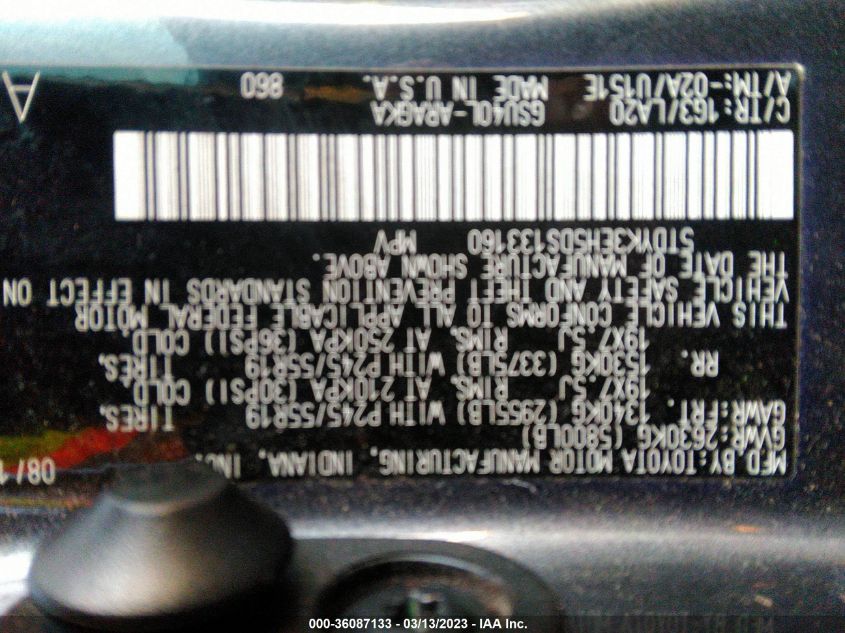 MFD BY: TOYOTA MOTOR MANUFACTURING, INDIANA, INC. 08/1
GVWR: 2630KG (5800LB)
GAWR: FRT. 1340KG (2955LB) WITH P245/55R19 TIRES,
19X7.5J RIMS, AT 210KPA (30PSI) COLD
RR. 1530KG (3375LB) WITH P245/55R19 TIRES,
19X7.5J RIMS, AT 250KPA (36PSI) COLD
THIS VEHICLE CONFORMS TO ALL APPLICABLE FEDERAL MOTOR
VEHICLE SAFETY AND THEFT PREVENTION STANDARDS IN EFFECT ON
THE DATE OF MANUFACTURE SHOWN ABOVE.
5TDYK3EH5DS133160 MPV
C/TR: 1G3/LA20 GSU40L-ARAGKA
A/TM: -02A/U151E MADE IN U.S.A. 860 A
000-36087133 - 03/13/2023 - IAA Inc.